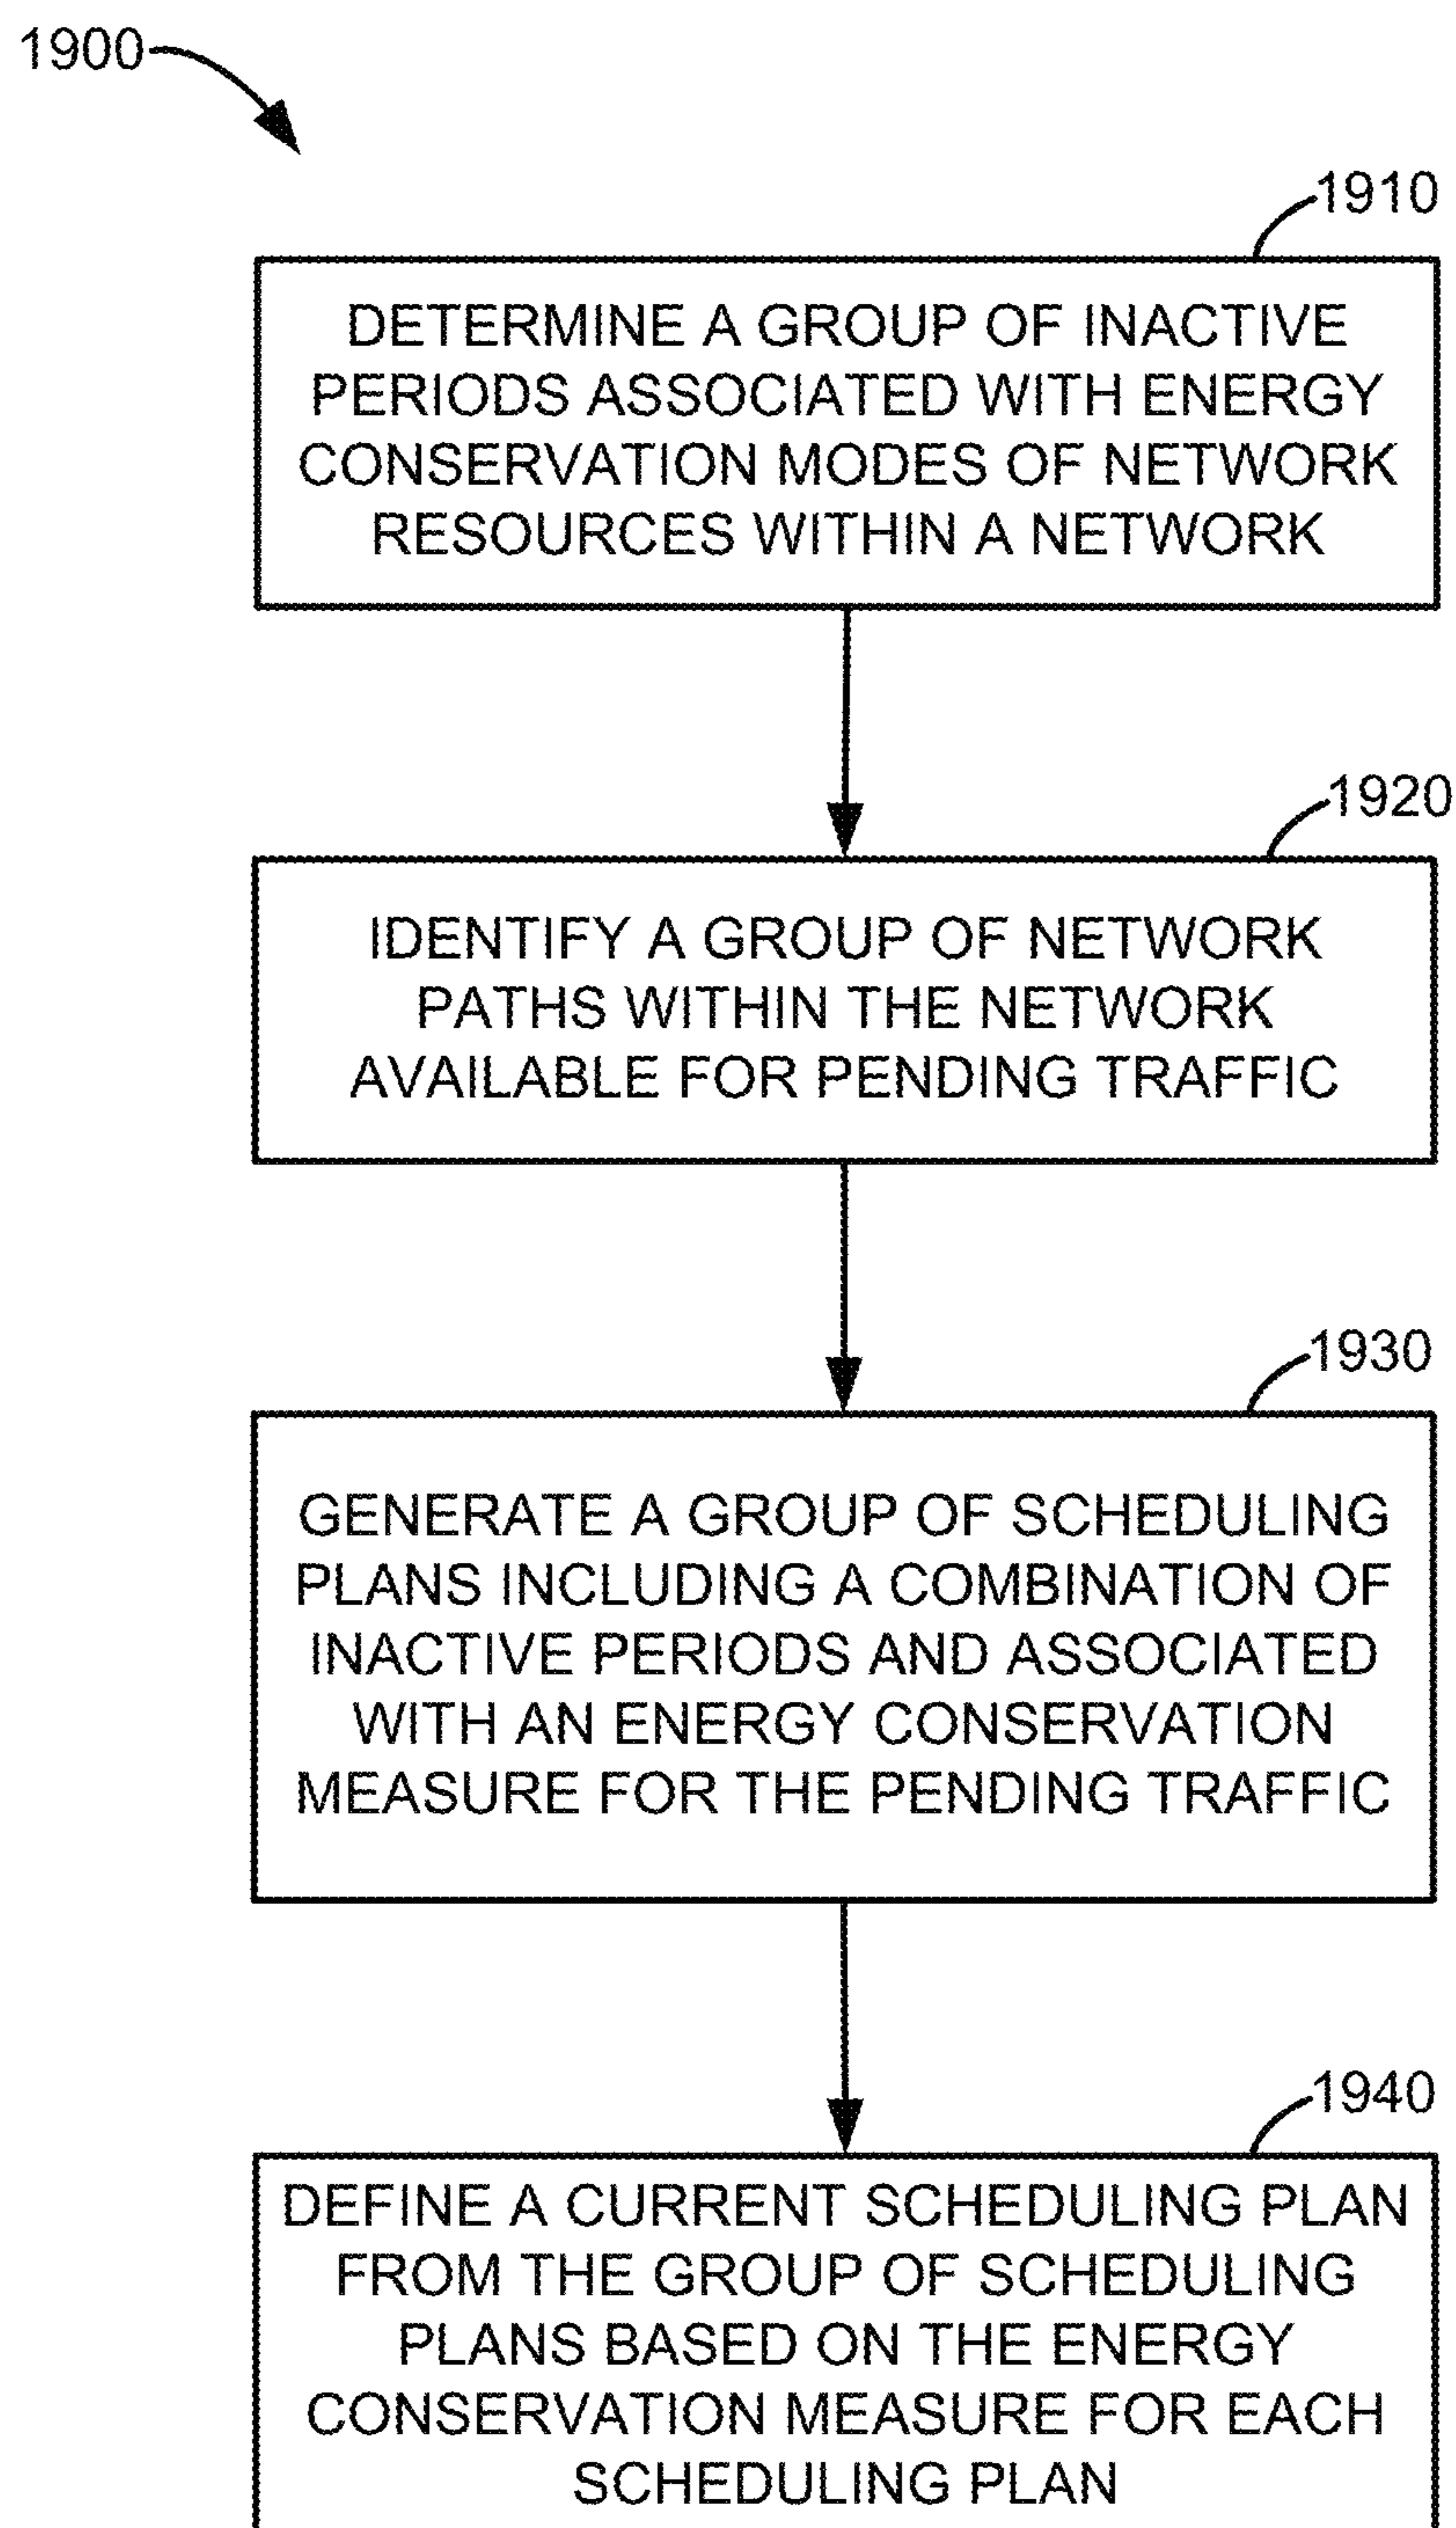 1900
1910
DETERMINE A GROUP OF INACTIVE
PERIODS ASSOCIATED WITH ENERGY
CONSERVATION MODES OF NETWORK
RESOURCES WITHIN A NETWORK
1920
IDENTIFY A GROUP OF NETWORK
PATHS WITHIN THE NETWORK
AVAILABLE FOR PENDING TRAFFIC
1930
GENERATE A GROUP OF SCHEDULING
PLANS INCLUDING A COMBINATION OF
INACTIVE PERIODS AND ASSOCIATED
WITH AN ENERGY CONSERVATION
MEASURE FOR THE PENDING TRAFFIC
1940
DEFINE A CURRENT SCHEDULING PLAN
FROM THE GROUP OF SCHEDULING
PLANS BASED ON THE ENERGY
CONSERVATION MEASURE FOR EACH
SCHEDULING PLAN